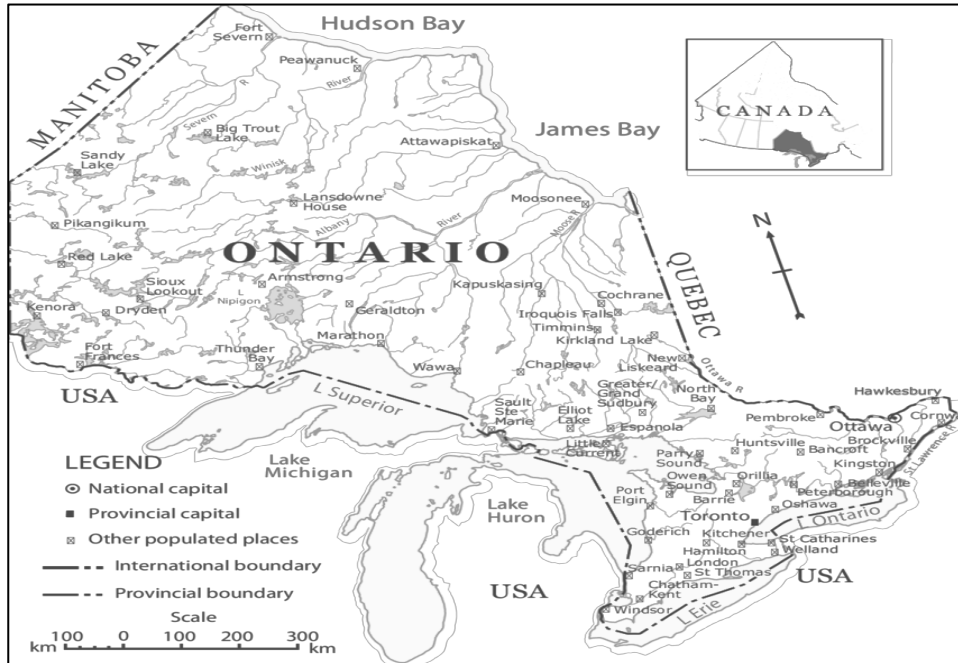 Hudson Bay
Fort
Severn
Peawanuck
River
R
Severn
MANITOBA
Big Trout
Lake
James Bay
CANADA
Attawapiskat
Sandy
Lake
Winisk
Lansdowne
House
Moosonee
Moose R
Albany
River
Pikangikum
N
ONTARIO
QUEBEC
Red Lake
Sioux
Lookout
Armstrong
L
Nipigon
Kapuskasing
Cochrane
Kenora
Dryden
Geraldton
Iroquois Falls
Timmins
Kirkland Lake
Marathon
Fort
Frances
Thunder
Bay
Wawa
Chapleau
New
Liskeard
Ottawa R
USA
L Superior
Greater/
Grand
Sudbury
North
Bay
Hawkesbury
Sault
Ste
Marie
Elliot
Lake
Espanola
Pembroke
Ottawa
Cornw
Little
Current
Brockville
St Lawrence R
Lake
Michigan
Parry
Sound
Huntsville
Bancroft
Kingston
Owen
Sound
Orillia
Belleville
Barrie
Peterborough
Port
Elgin
Oshawa
Lake
Huron
Toronto
L Ontario
Goderich
Kitchener
St Catharines
Hamilton
Welland
London
Sarnia
St Thomas
USA
USA
Chatham-
Kent
Windsor
L Erie
LEGEND
National capital
Provincial capital
Other populated places
International boundary
Provincial boundary
Scale
100 0 100 200 300
km km